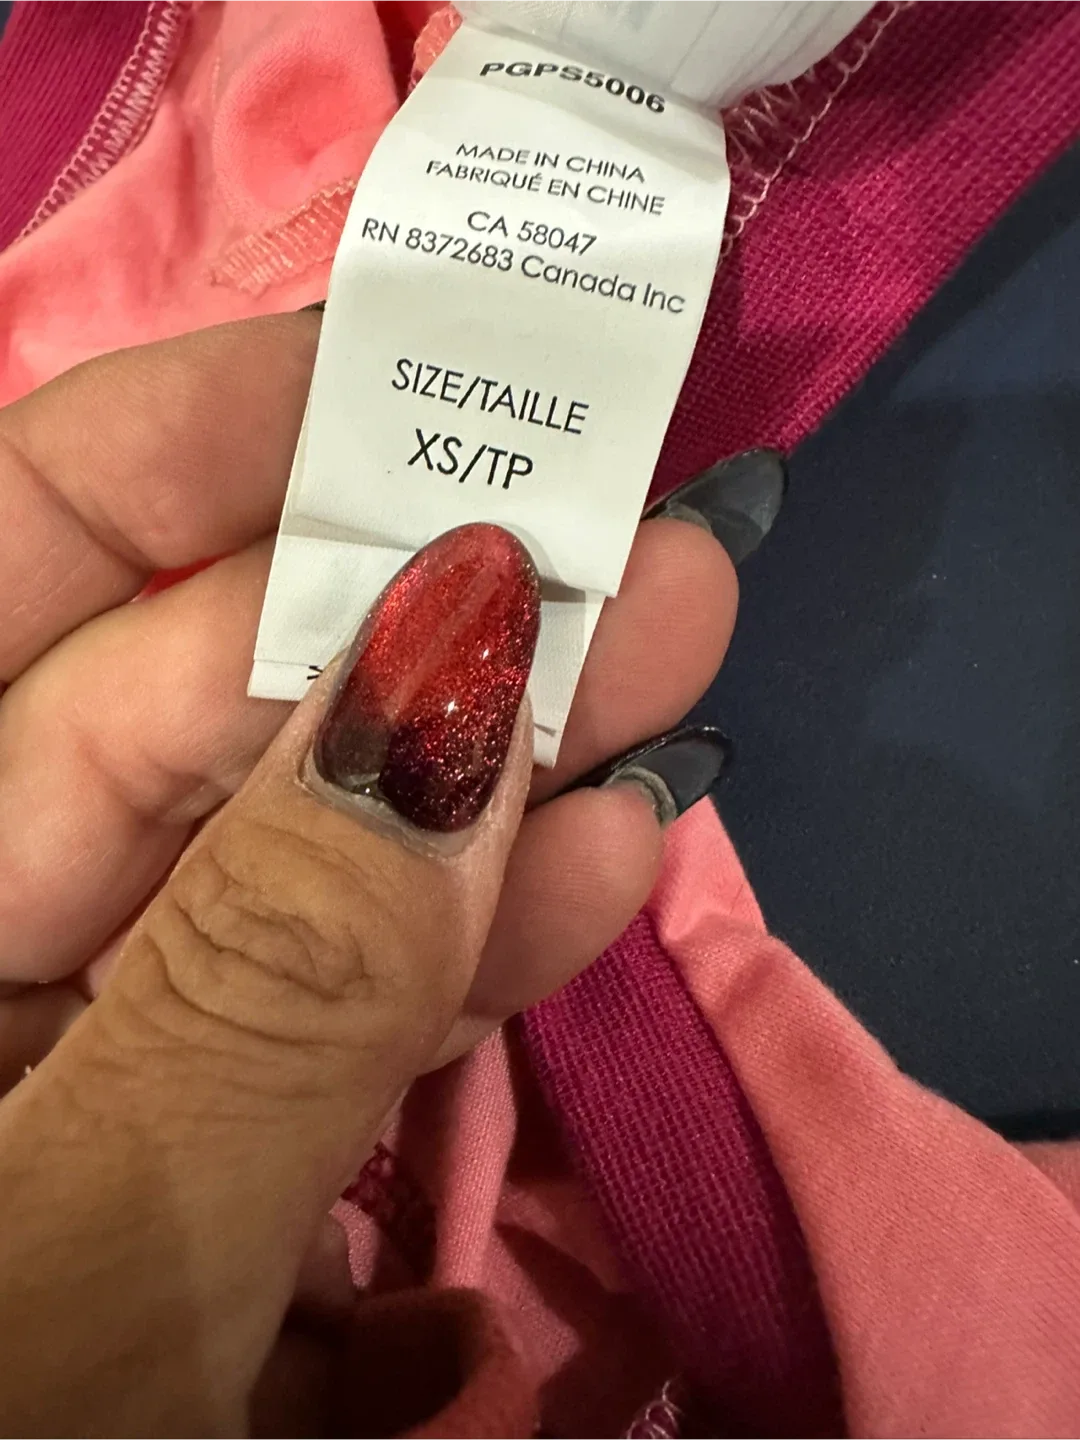 PGPS5006
MADE IN CHINA
FABRIQUÉ EN CHINE
CA 58047
RN 8372683 Canada Inc
SIZE/TAILLE
XS/TP